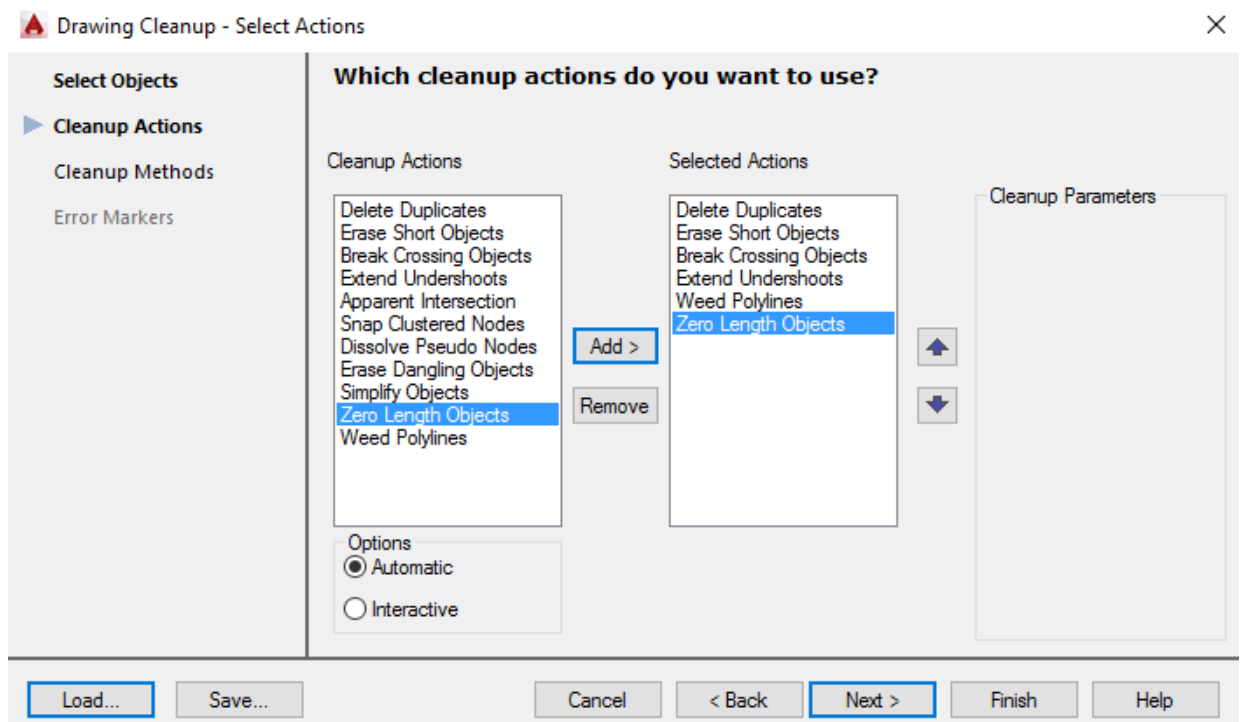 Drawing Cleanup - Select Actions
Select Objects
Cleanup Actions
Cleanup Methods
Error Markers
Which cleanup actions do you want to use?
Cleanup Actions
Delete Duplicates
Erase Short Objects
Break Crossing Objects
Extend Undershoots
Apparent Intersection
Snap Clustered Nodes
Dissolve Pseudo Nodes
Erase Dangling Objects
Simplify Objects
Zero Length Objects
Weed Polylines
Options
Automatic
Interactive
Add >
Remove
Selected Actions
Delete Duplicates
Erase Short Objects
Break Crossing Objects
Extend Undershoots
Weed Polylines
Zero Length Objects
Cleanup Parameters
Load...
Save...
Cancel
< Back
Next >
Finish
Help